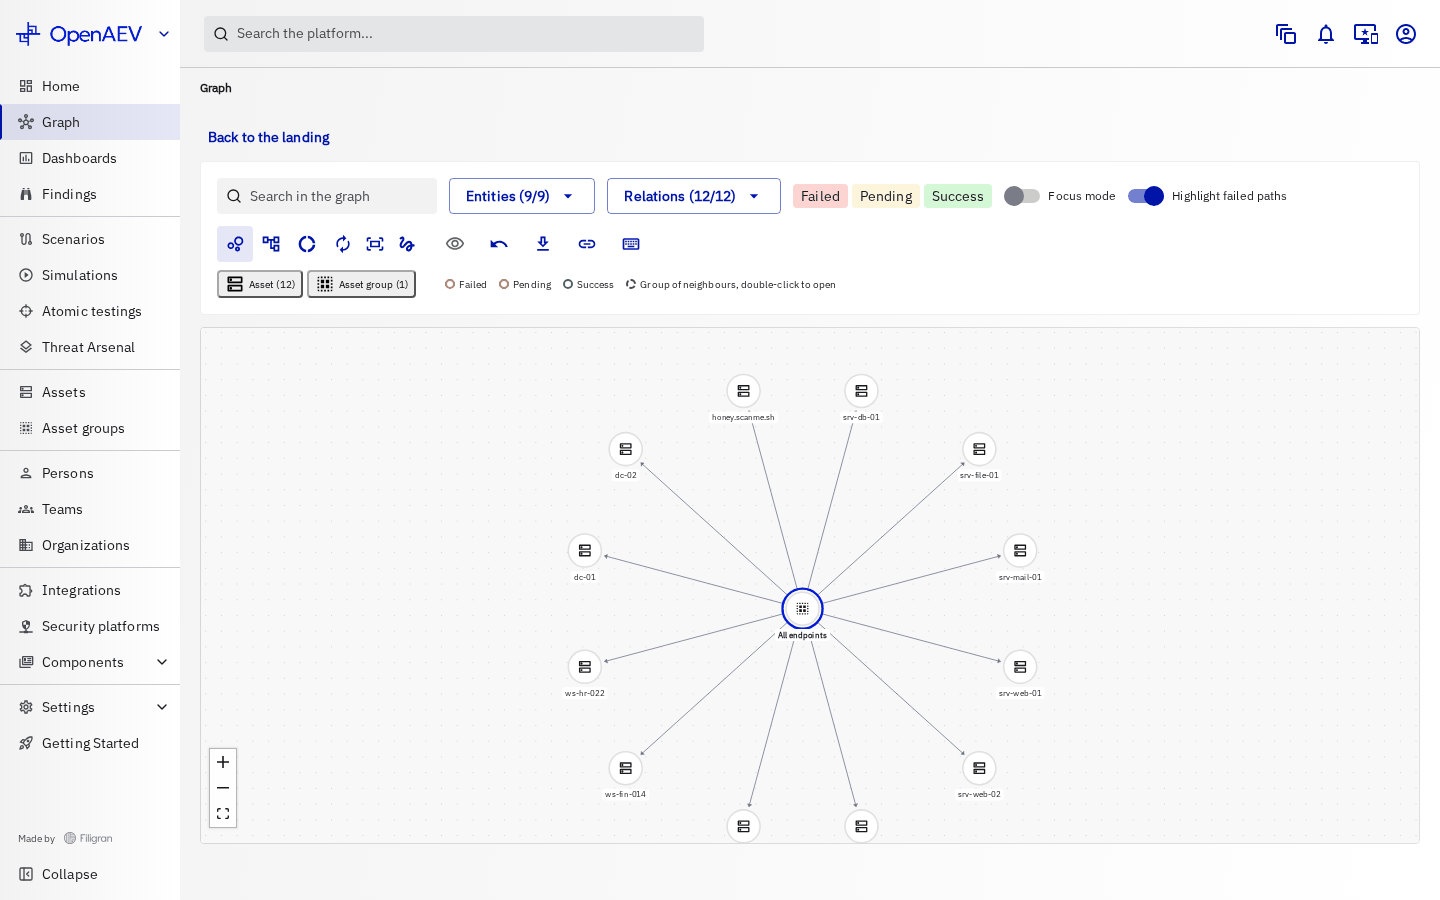 OpenAEV
Search the platform...
Home
Graph
Dashboards
Findings
Scenarios
Simulations
Atomic testings
Threat Arsenal
Assets
Asset groups
Persons
Teams
Organizations
Integrations
Security platforms
Components
Settings
Getting Started
Made by Filigran
Collapse
Graph
Back to the landing
Search in the graph
Entities (9/9)
Relations (12/12)
Failed
Pending
Success
Focus mode
Highlight failed paths
Asset (12)
Asset group (1)
Failed
Pending
Success
Group of neighbours, double-click to open
honey.scanme.sh
srv-db-01
dc-02
srv-file-01
dc-01
srv-mail-01
All endpoints
ws-hr-022
srv-web-01
ws-fin-014
srv-web-02